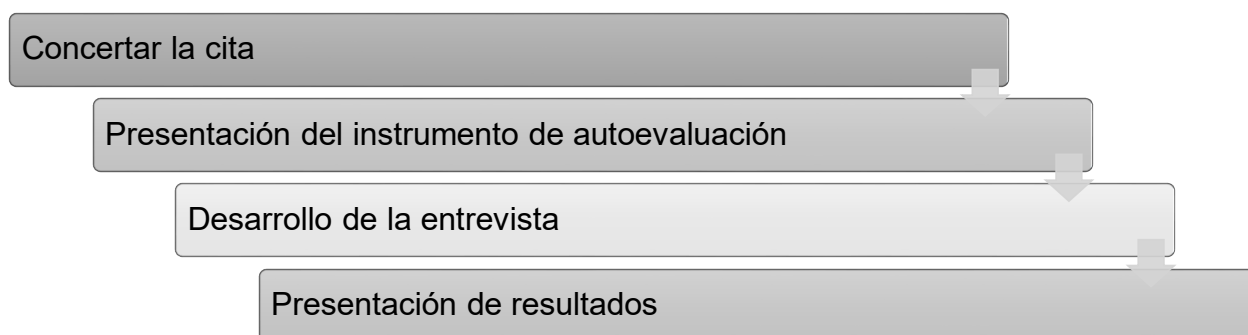 Concertar la cita
Presentación del instrumento de autoevaluación
Desarrollo de la entrevista
Presentación de resultados